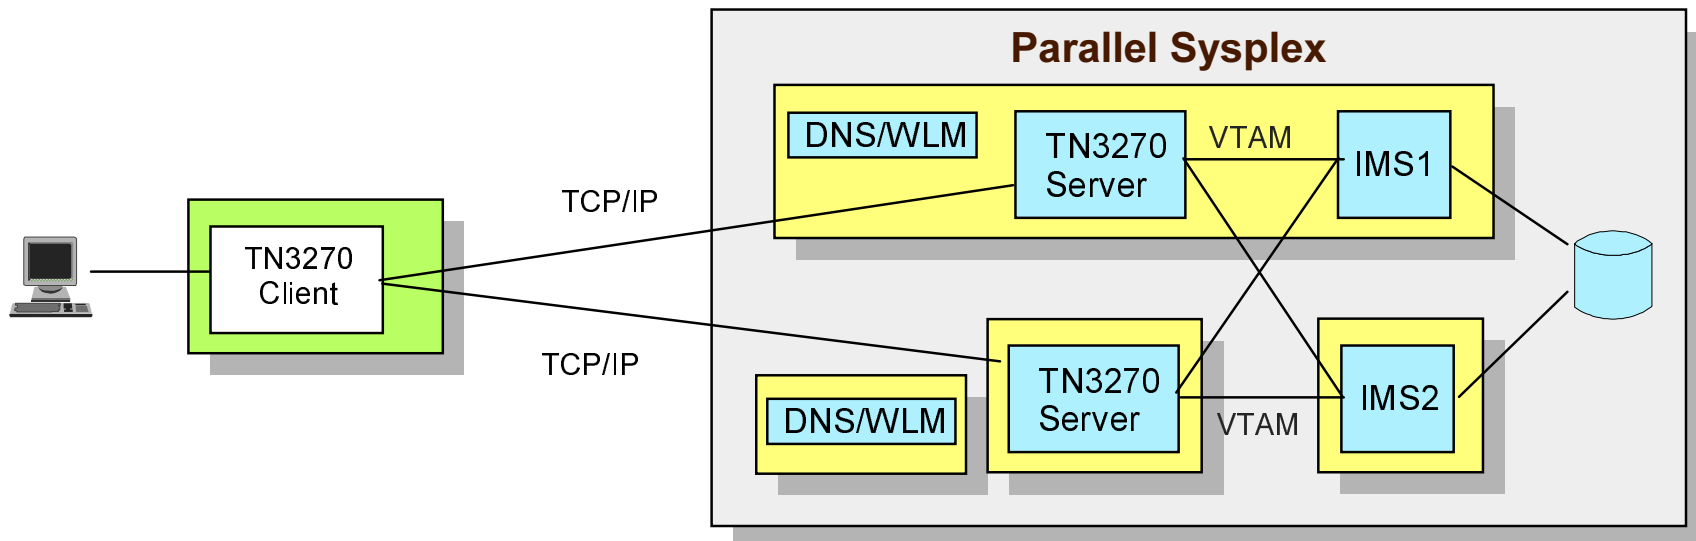 Parallel Sysplex
DNS/WLM
TN3270
Server
VTAM
IMS1
TCP/IP
TN3270
Client
TCP/IP
DNS/WLM
TN3270
Server
VTAM
IMS2